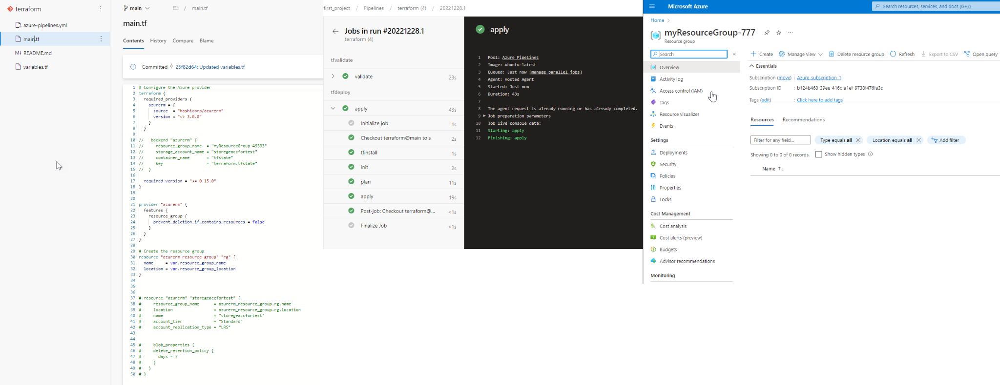 terraform
azure-pipelines.yml
main.tf
README.md
variables.tf
main
/ main.tf
main.tf
Contents History Compare Blame
Committed 25f82d64: Updated variables.tf
1 # Configure the Azure provider
2 terraform {
3 required_providers {
4 azurerm = {
5 source = "hashicorp/azurerm"
6 version = "~> 3.0.0"
7 }
8 }
9
10 // backend "azurerm" {
11 // resource_group_name = "myResourceGroup-49393"
12 // storage_account_name = "storegeaccfortest"
13 // container_name = "tfstate"
14 // key = "terraform.tfstate"
15 // }
16
17 required_version = ">= 0.15.0"
18 }
19
20
21 provider "azurerm" {
22 features {
23 resource_group {
24 prevent_deletion_if_contains_resources = false
25 }
26 }
27 }
28
29 # Create the resource group
30 resource "azurerm_resource_group" "rg" {
31 name = var.resource_group_name
32 location = var.resource_group_location
33 }
34
35
36
37 # resource "azurerm" "storegeaccfortest" {
38 # resource_group_name = azurerm_resource_group.rg.name
39 # location = azurerm_resource_group.rg.location
40 # name = "storegeaccfortest"
41 # account_tier = "Standard"
42 # account_replication_type = "LRS"
43
44
45 # blob_properties {
46 # delete_retention_policy {
47 # days = 7
48 # }
49 # }
50 # }
first_project / Pipelines / terraform (4) / 20221228.1
Jobs in run #20221228.1
terraform (4)
tfvalidate
validate 23s
tfdeploy
apply 43s
Initialize job 1s
Checkout terraform@main to s 2s
tfinstall 1s
init 2s
plan 11s
apply 19s
Post-job: Checkout terraform@... <1s
Finalize Job <1s
apply
1 Pool: Azure Pipelines
2 Image: ubuntu-latest
3 Queued: Just now [manage parallel jobs]
4 Agent: Hosted Agent
5 Started: Just now
6 Duration: 43s
7
8 The agent request is already running or has already completed.
9 Job preparation parameters
10 Job live console data:
11 Starting: apply
12 Finishing: apply
Microsoft Azure
Search resources, services, and docs (G+/)
Home >
myResourceGroup-777 ...
Resource group
Search «
Overview
Activity log
Access control (IAM)
Tags
Resource visualizer
Events
Settings
Deployments
Security
Policies
Properties
Locks
Cost Management
Cost analysis
Cost alerts (preview)
Budgets
Advisor recommendations
Monitoring
Create Manage view Delete resource group Refresh Export to CSV Open query
Essentials
Subscription (move) : Azure subscription 1
Subscription ID : b124b468-39ee-416c-a1ef-9738f476fa3c
Tags (edit) : Click here to add tags
Resources Recommendations
Filter for any field... Type equals all Location equals all Add filter
Showing 0 to 0 of 0 records. Show hidden types
Name